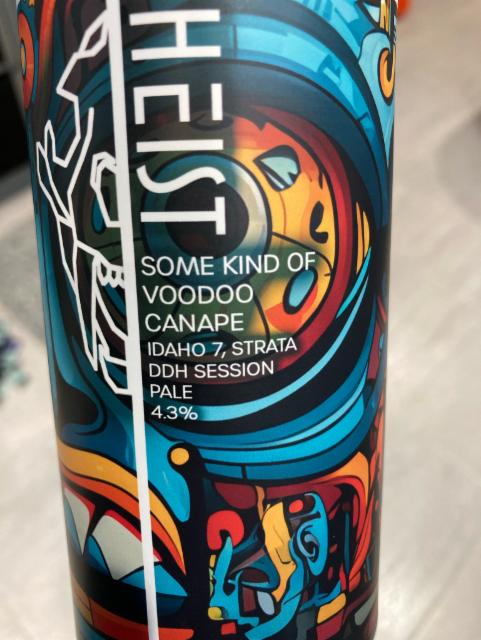 HEIST
SOME KIND OF
VOODOO
CANAPE
IDAHO 7, STRATA
DDH SESSION
PALE
4.3%